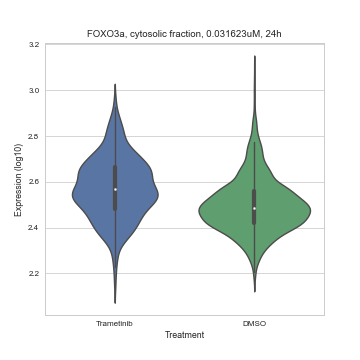 FOXO3a, cytosolic fraction, 0.031623uM, 24h
3.2
3.0
2.8
2.6
2.4
2.2
Expression (log10)
Trametinib
DMSO
Treatment